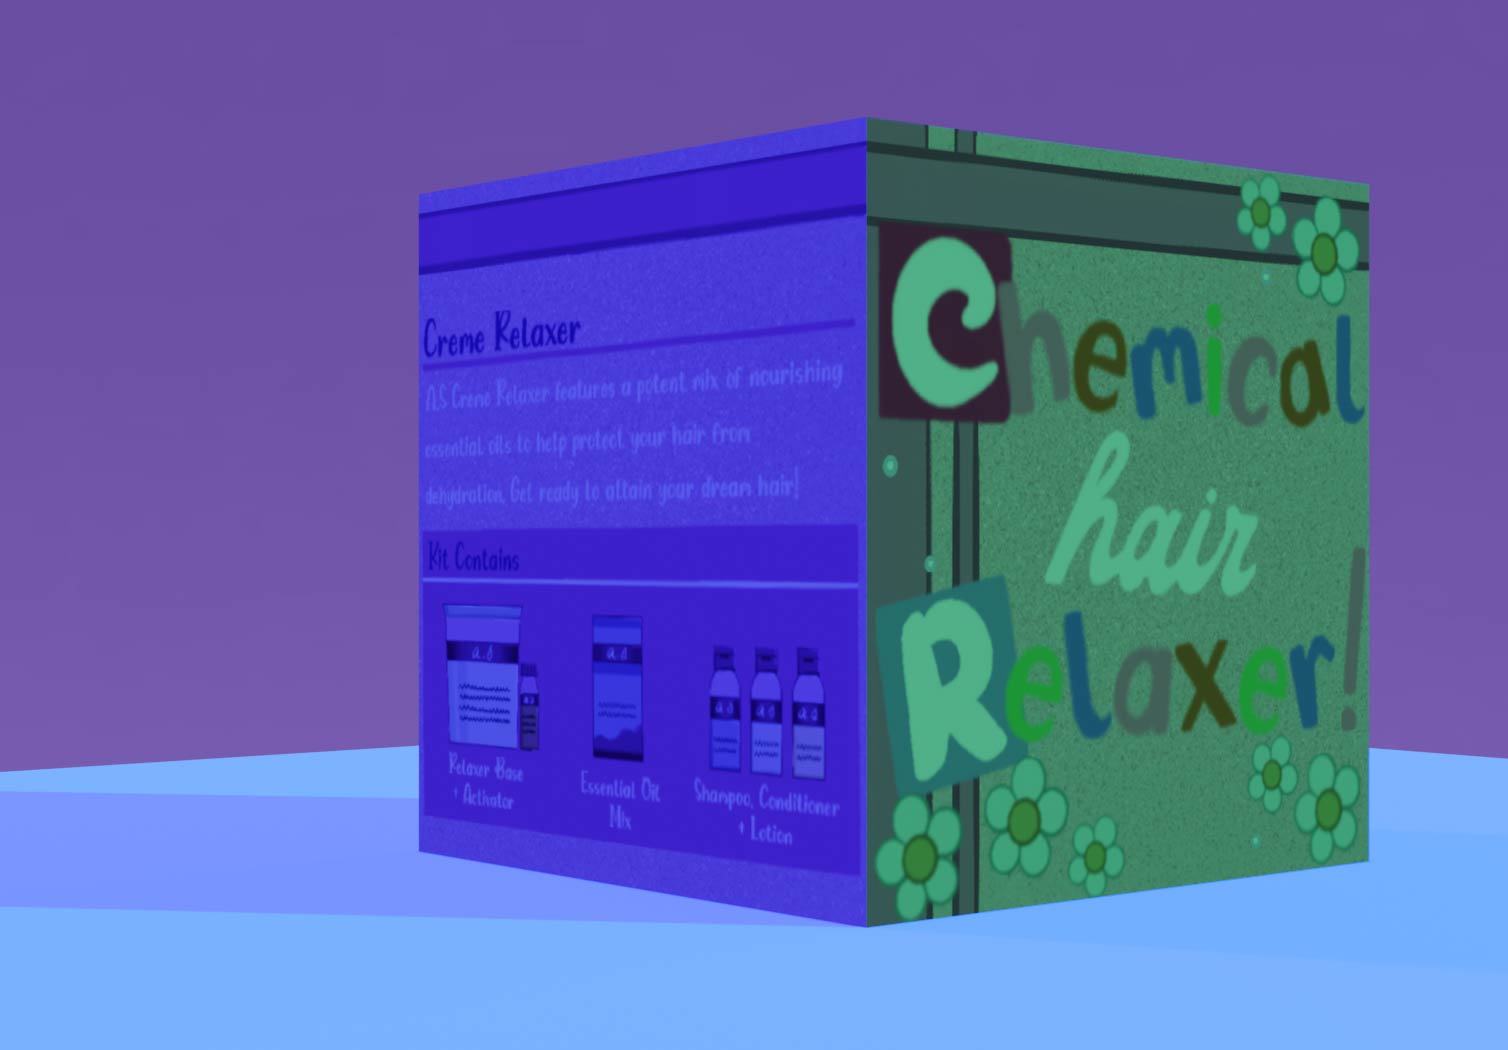 Creme Relaxer
A.S Creme Relaxer features a potent mix of nourishing
essential oils to help protect your hair from
dehydration. Get ready to attain your dream hair!
Kit Contains
a.s
a.s
a.s a.s a.s
Relaxer Base
+ Activator
Essential Oil
Mix
Shampoo, Conditioner
+ Lotion
Chemical
hair
Relaxer!